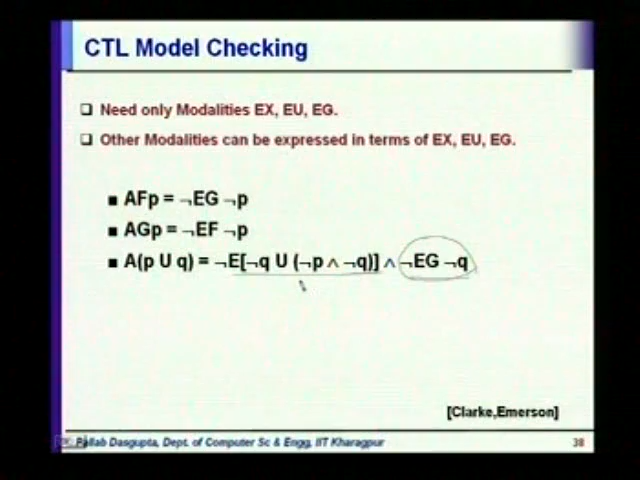 CTL Model Checking
❑ Need only Modalities EX, EU, EG.
❑ Other Modalities can be expressed in terms of EX, EU, EG.
■ AFp = ¬EG ¬p
■ AGp = ¬EF ¬p
■ A(p U q) = ¬E[¬q U (¬p ∧ ¬q)] ∧ ¬EG ¬q
[Clarke,Emerson]
Pallab Dasgupta, Dept. of Computer Sc & Engg, IIT Kharagpur
38